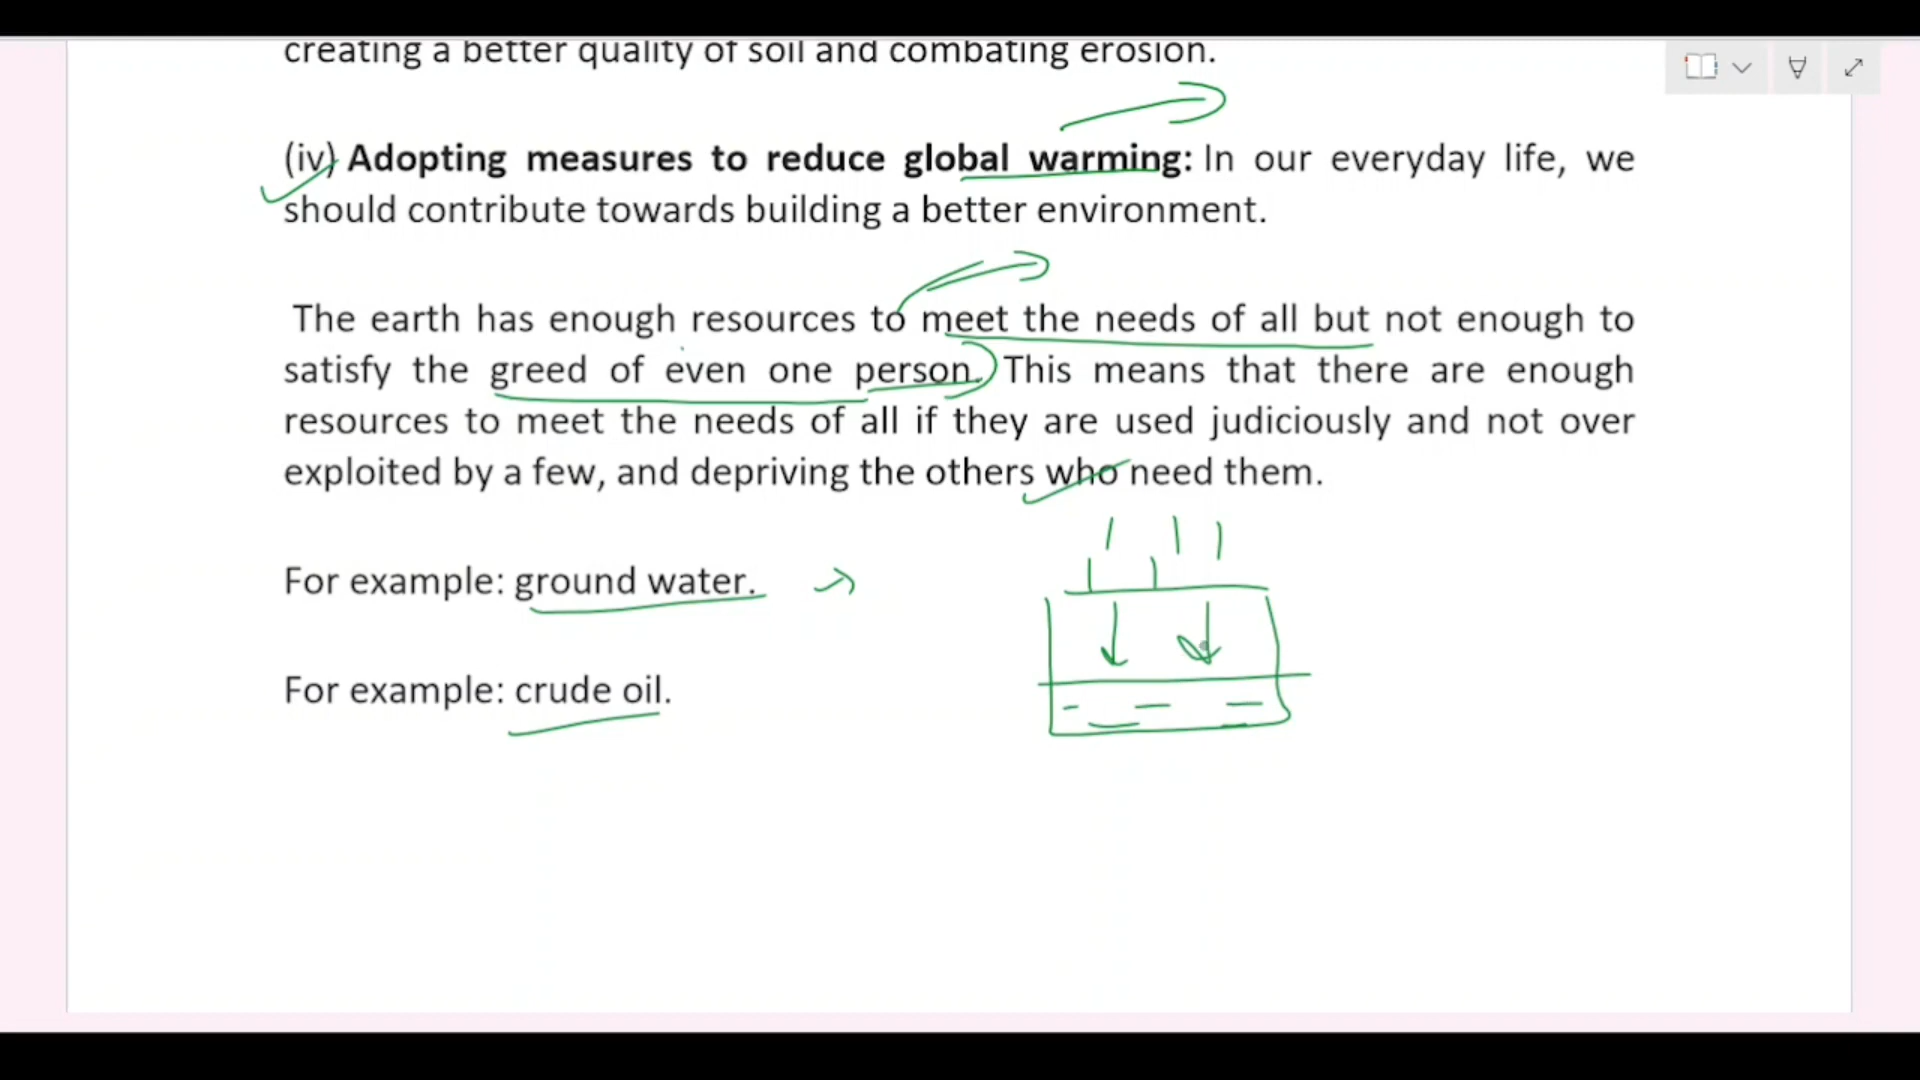 creating a better quality of soil and combating erosion.
(iv) Adopting measures to reduce global warming: In our everyday life, we
should contribute towards building a better environment.
The earth has enough resources to meet the needs of all but not enough to
satisfy the greed of even one person. This means that there are enough
resources to meet the needs of all if they are used judiciously and not over
exploited by a few, and depriving the others who need them.
For example: ground water.
For example: crude oil.